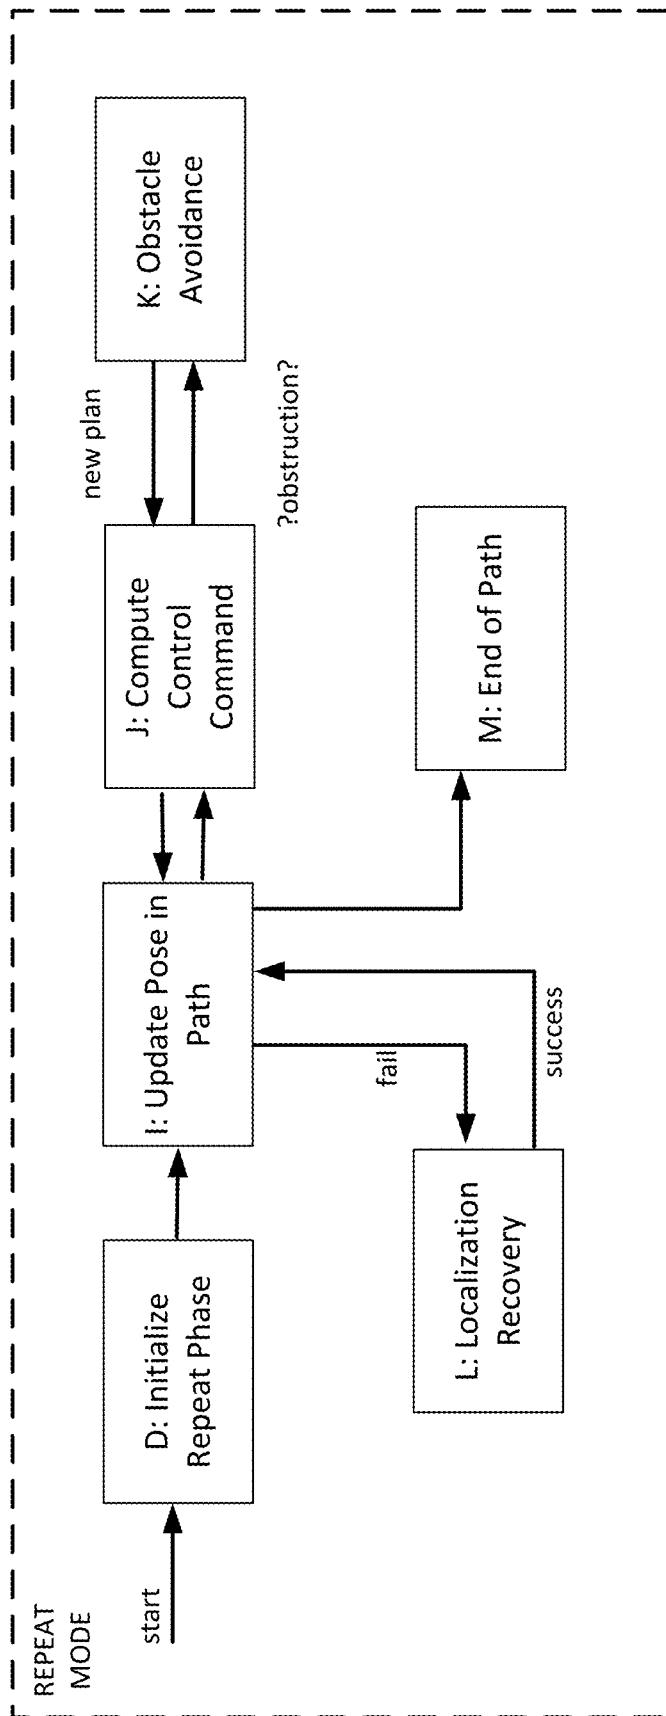 REPEAT
MODE
start
D: Initialize
Repeat Phase
I: Update Pose in
Path
J: Compute
Control
Command
new plan
?obstruction?
K: Obstacle
Avoidance
fail
success
L: Localization
Recovery
M: End of Path